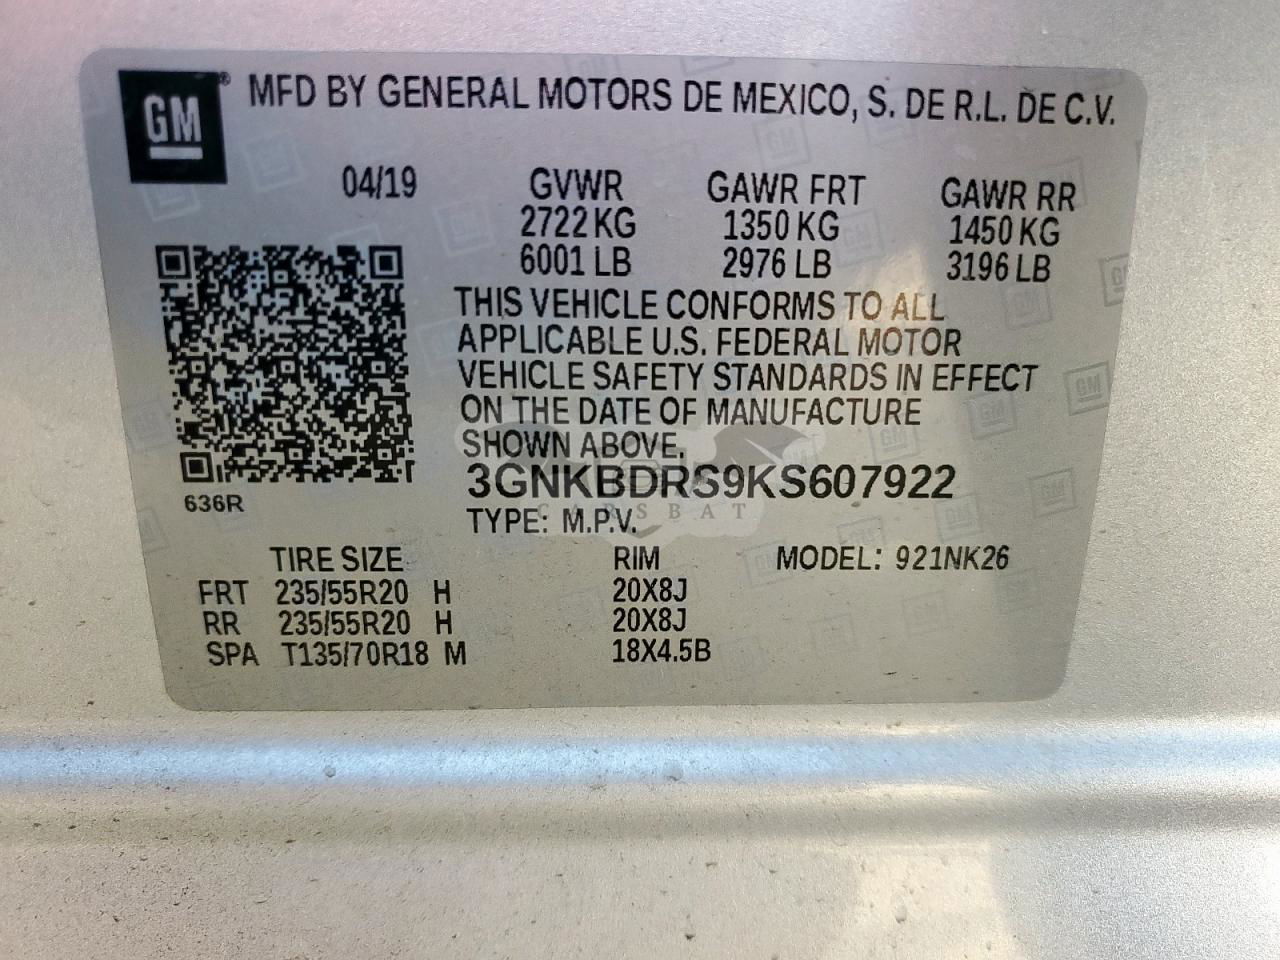 GM ® MFD BY GENERAL MOTORS DE MEXICO, S. DE R.L. DE C.V.
04/19 GVWR GAWR FRT GAWR RR
2722 KG 1350 KG 1450 KG
6001 LB 2976 LB 3196 LB
THIS VEHICLE CONFORMS TO ALL
APPLICABLE U.S. FEDERAL MOTOR
VEHICLE SAFETY STANDARDS IN EFFECT
ON THE DATE OF MANUFACTURE
SHOWN ABOVE.
3GNKBDRS9KS607922
636R
CARSBAT
TYPE: M.P.V.
TIRE SIZE RIM MODEL: 921NK26
FRT 235/55R20 H 20X8J
RR 235/55R20 H 20X8J
SPA T135/70R18 M 18X4.5B